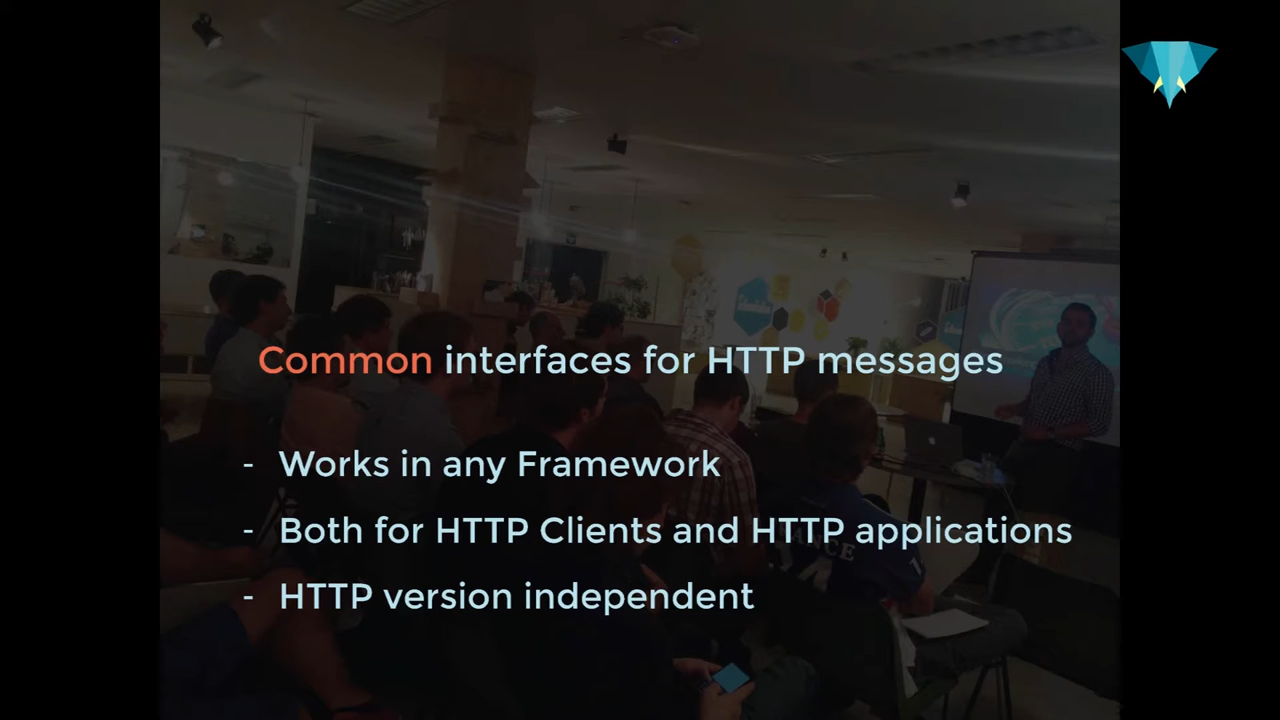 Common interfaces for HTTP messages
- Works in any Framework
- Both for HTTP Clients and HTTP applications
- HTTP version independent